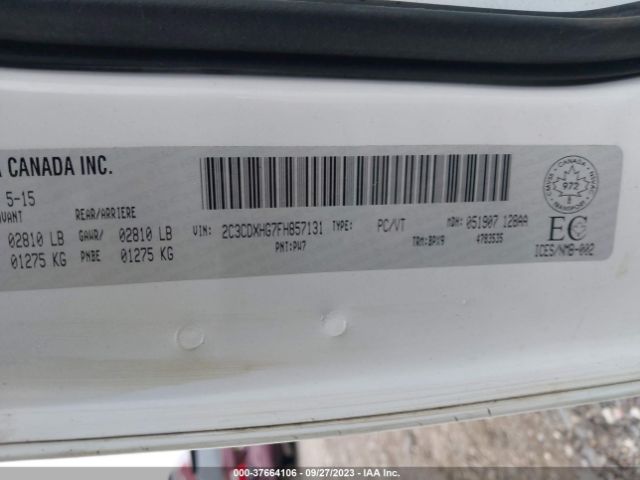 CANADA INC.
5-15
REAR/ARRIERE
02810 LB GAWR/ 02810 LB
01275 KG PNBE 01275 KG
VIN: 2C3CDXHG7FH857131 TYPE: PC/VT MDH: 051907 128AA
PNT:PW7 TRM:BPX9 4783535
CANADA
972
EC
ICES/NMB-002
000-37664106 - 09/27/2023 - IAA Inc.